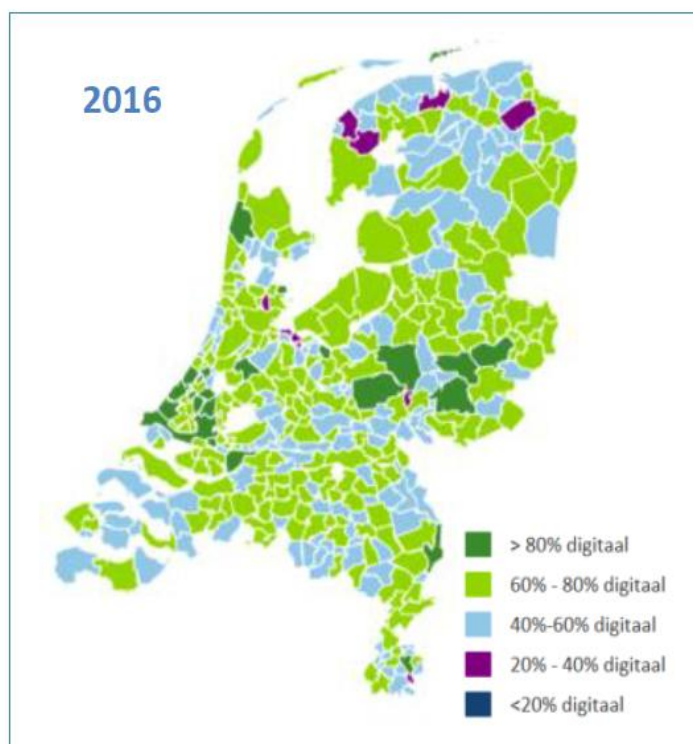 2016
> 80% digitaal
60% - 80% digitaal
40%-60% digitaal
20% - 40% digitaal
<20% digitaal